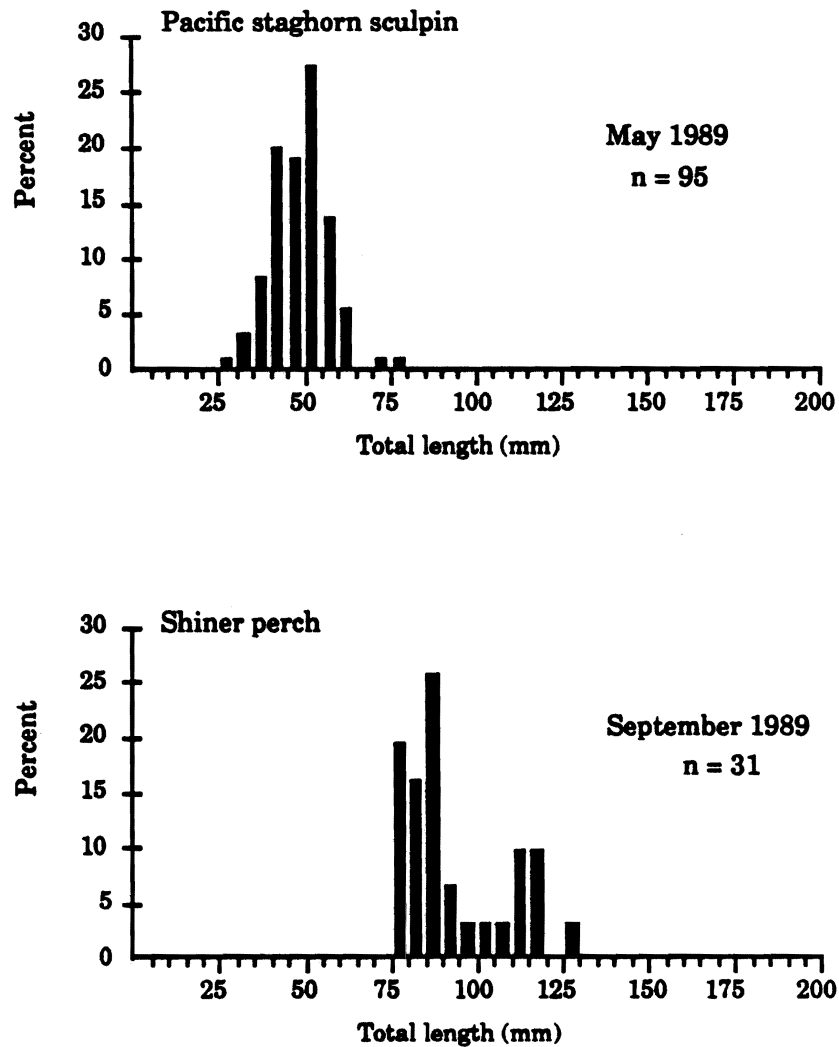 Pacific staghorn sculpin
30
25
20
15
10
5
0
Percent
May 1989
n = 95
25 50 75 100 125 150 175 200
Total length (mm)
Shiner perch
30
25
20
15
10
5
0
Percent
September 1989
n = 31
25 50 75 100 125 150 175 200
Total length (mm)